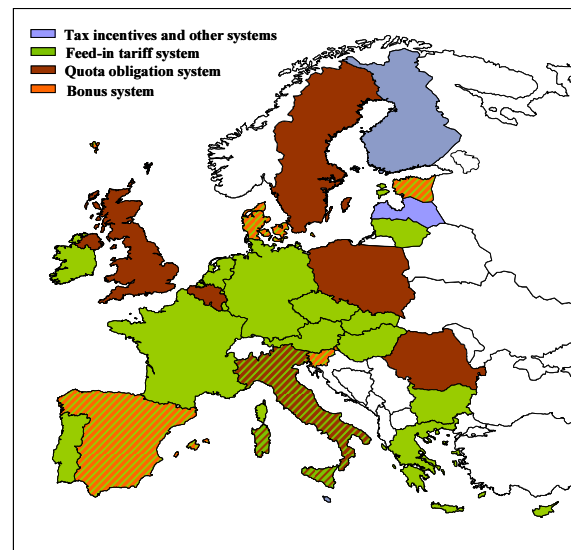 Tax incentives and other systems
Feed-in tariff system
Quota obligation system
Bonus system